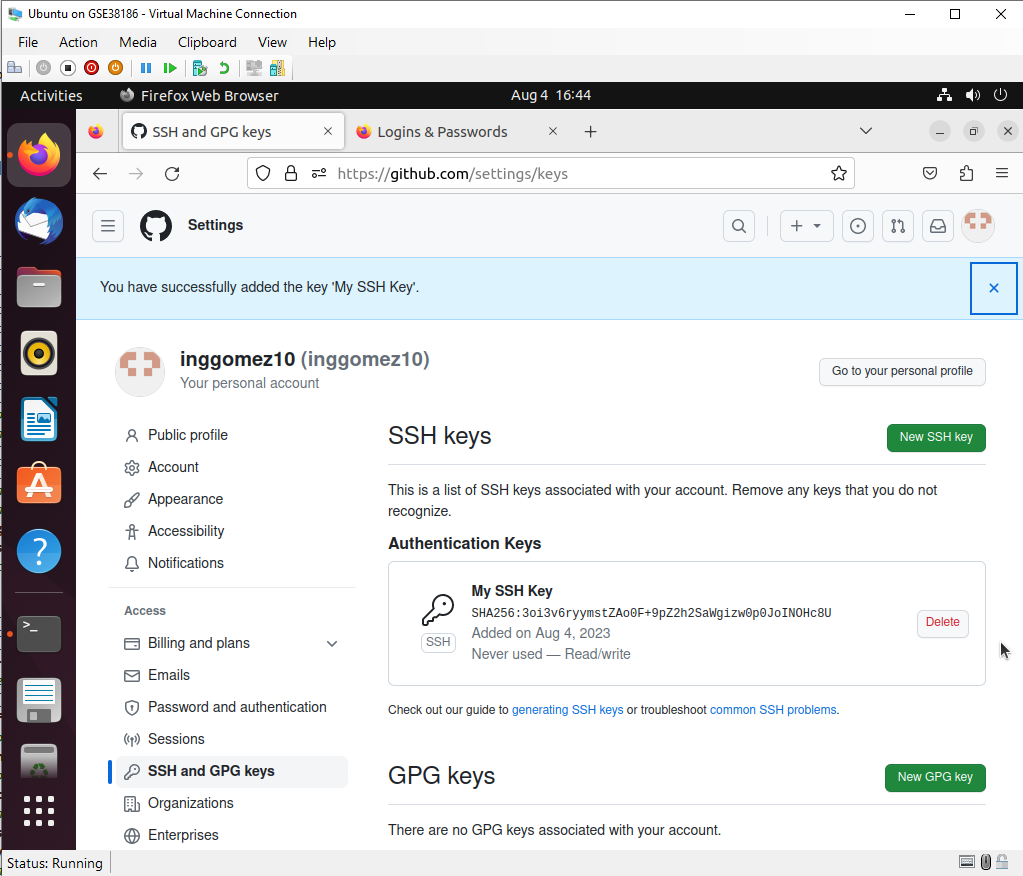 Ubuntu on GSE38186 - Virtual Machine Connection
File Action Media Clipboard View Help
Activities Firefox Web Browser Aug 4 16:44
SSH and GPG keys Logins & Passwords
https://github.com/settings/keys
Settings
You have successfully added the key 'My SSH Key'.
inggomez10 (inggomez10)
Your personal account
Go to your personal profile
Public profile
Account
Appearance
Accessibility
Notifications
Access
Billing and plans
Emails
Password and authentication
Sessions
SSH and GPG keys
Organizations
Enterprises
SSH keys
New SSH key
This is a list of SSH keys associated with your account. Remove any keys that you do not
recognize.
Authentication Keys
My SSH Key
SHA256:3oi3v6ryymstZAo0F+9pZ2h2SaWgizw0p0JoINOHc8U
Added on Aug 4, 2023
Never used — Read/write
SSH
Delete
Check out our guide to generating SSH keys or troubleshoot common SSH problems.
GPG keys
New GPG key
There are no GPG keys associated with your account.
Status: Running